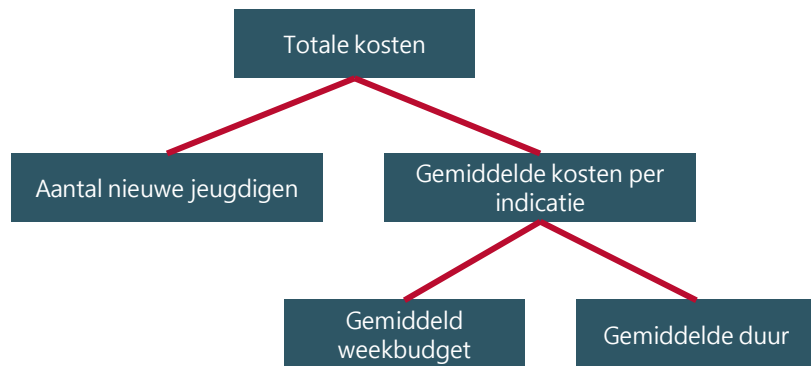 Totale kosten
Aantal nieuwe jeugdigen
Gemiddelde kosten per
indicatie
Gemiddeld
weekbudget
Gemiddelde duur